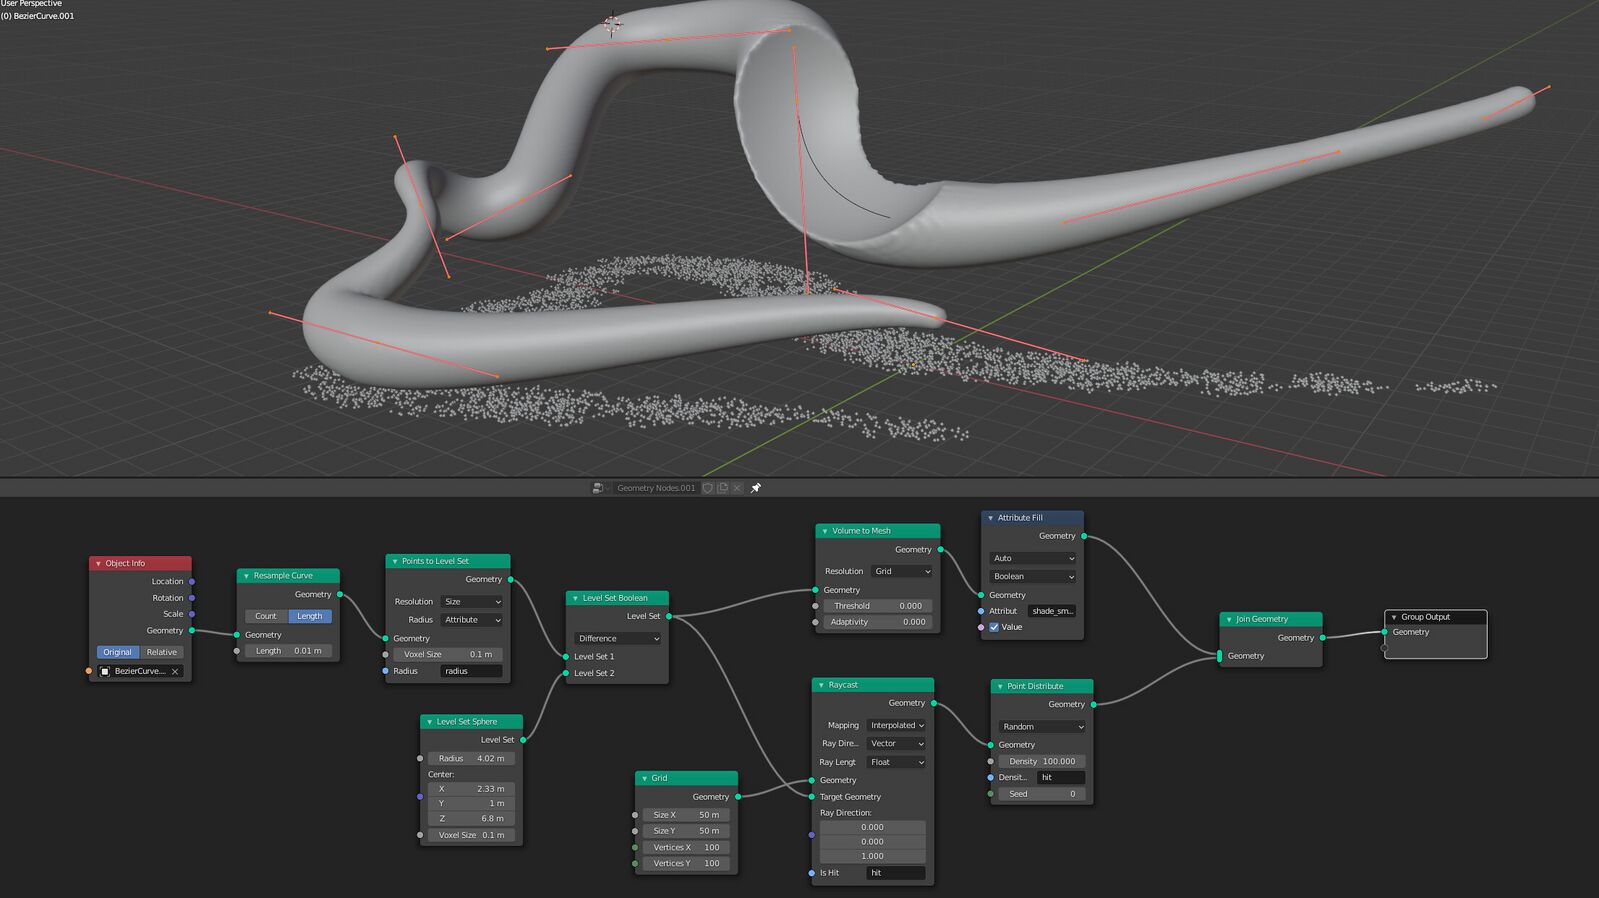 User Perspective
(0) BezierCurve.001
Geometry Nodes.001
Object Info
Location
Rotation
Scale
Geometry
Original Relative
BezierCurve...
Resample Curve
Geometry
Count Length
Geometry
Length 0.01 m
Points to Level Set
Geometry
Resolution Size
Radius Attribute
Geometry
Voxel Size 0.1 m
Radius radius
Level Set Sphere
Level Set
Radius 4.02 m
Center:
X 2.33 m
Y 1 m
Z 6.8 m
Voxel Size 0.1 m
Level Set Boolean
Level Set
Difference
Level Set 1
Level Set 2
Grid
Geometry
Size X 50 m
Size Y 50 m
Vertices X 100
Vertices Y 100
Volume to Mesh
Geometry
Resolution Grid
Geometry
Threshold 0.000
Adaptivity 0.000
Raycast
Geometry
Mapping Interpolated
Ray Dire... Vector
Ray Lengt Float
Geometry
Target Geometry
Ray Direction:
0.000
0.000
1.000
Is Hit hit
Attribute Fill
Geometry
Auto
Boolean
Geometry
Attribut shade_sm...
Value
Point Distribute
Geometry
Random
Geometry
Density 100.000
Densit... hit
Seed 0
Join Geometry
Geometry
Geometry
Group Output
Geometry